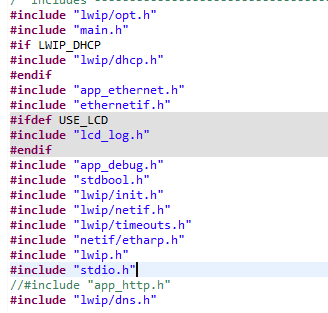 /* Includes ------------------------------------
#include "lwip/opt.h"
#include "main.h"
#if LWIP_DHCP
#include "lwip/dhcp.h"
#endif
#include "app_ethernet.h"
#include "ethernetif.h"
#ifdef USE_LCD
#include "lcd_log.h"
#endif
#include "app_debug.h"
#include "stdbool.h"
#include "lwip/init.h"
#include "lwip/netif.h"
#include "lwip/timeouts.h"
#include "netif/etharp.h"
#include "lwip.h"
#include "stdio.h"
//#include "app_http.h"
#include "lwip/dns.h"